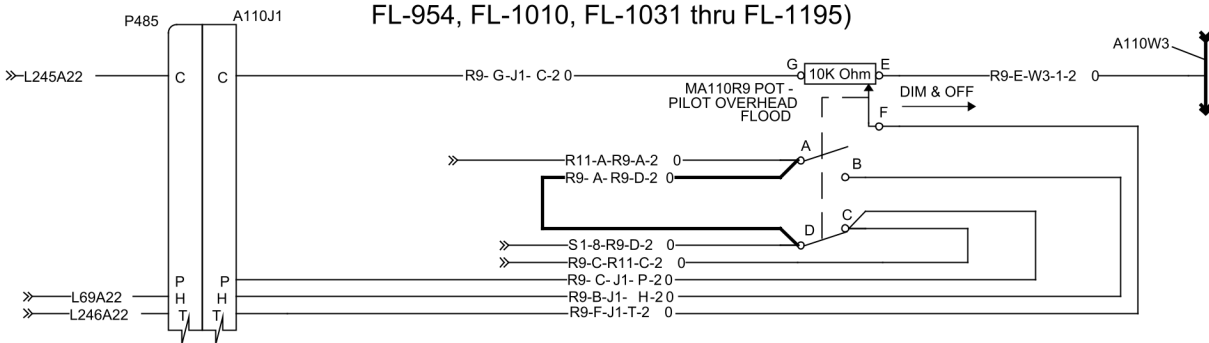 FL-954, FL-1010, FL-1031 thru FL-1195)
P485
A110J1
A110W3
L245A22
C
C
R9- G-J1- C-2 0
G
10K Ohm
E
R9-E-W3-1-2 0
MA110R9 POT -
PILOT OVERHEAD
FLOOD
DIM & OFF
F
A
R11-A-R9-A-2 0
B
R9- A- R9-D-2 0
C
D
S1-8-R9-D-2 0
R9-C-R11-C-2 0
P
P
R9- C- J1- P-2 0
L69A22
H
H
R9-B-J1- H-2 0
L246A22
T
T
R9-F-J1-T-2 0